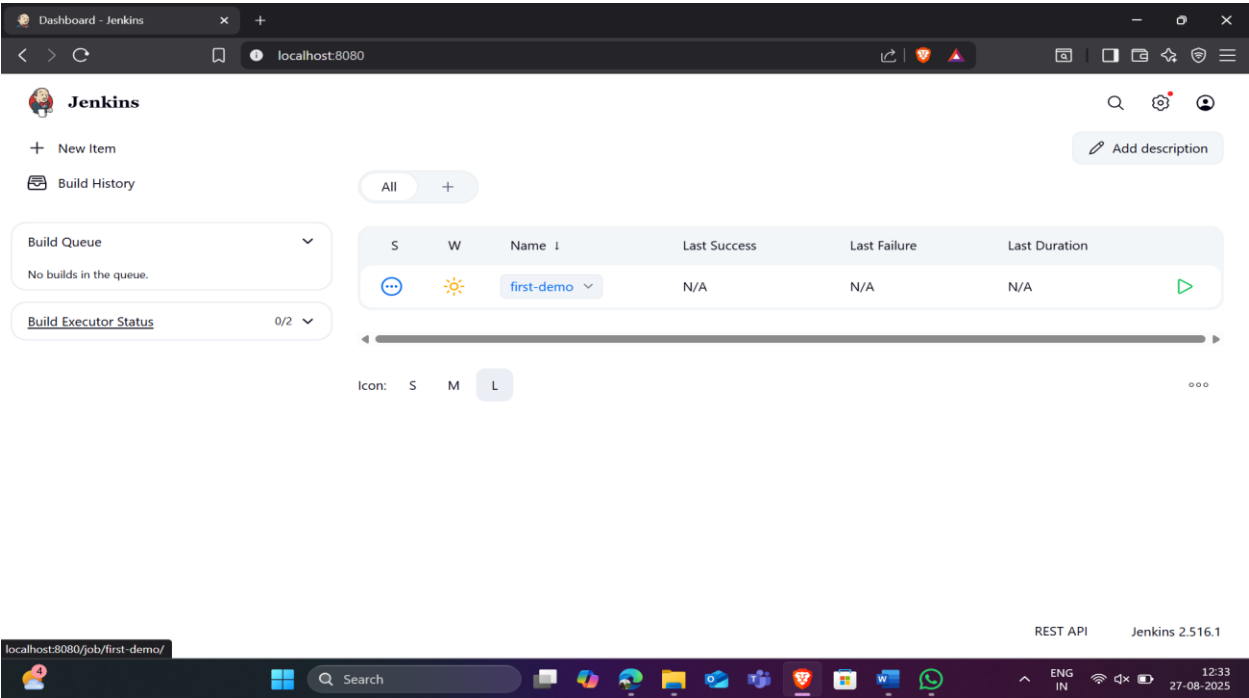 Dashboard - Jenkins
localhost:8080
Jenkins
New Item
Add description
Build History
All
Build Queue
No builds in the queue.
Build Executor Status 0/2
S W Name ↓ Last Success Last Failure Last Duration
first-demo N/A N/A N/A
Icon: S M L
REST API Jenkins 2.516.1
localhost:8080/job/first-demo/
4
Search
ENG
IN
12:33
27-08-2025